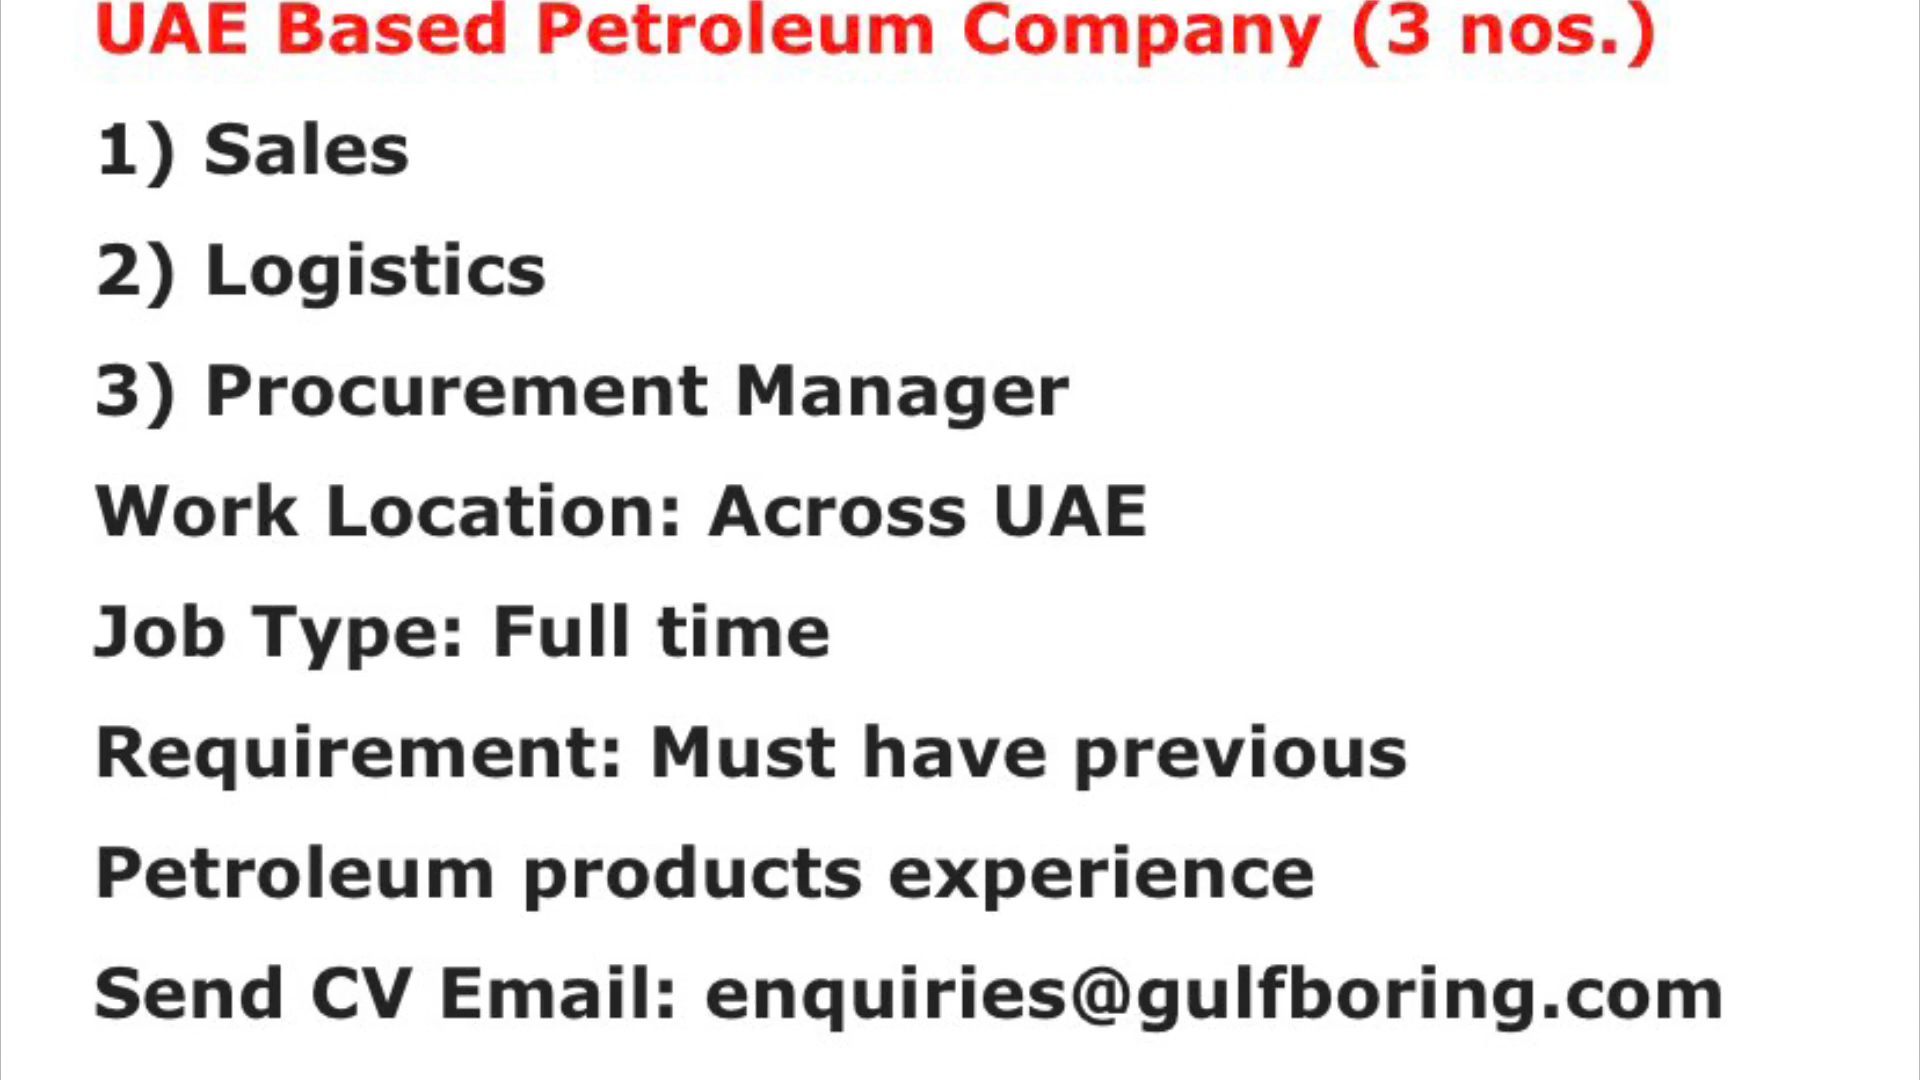 UAE Based Petroleum Company (3 nos.)
1) Sales
2) Logistics
3) Procurement Manager
Work Location: Across UAE
Job Type: Full time
Requirement: Must have previous
Petroleum products experience
Send CV Email: enquiries@gulfboring.com